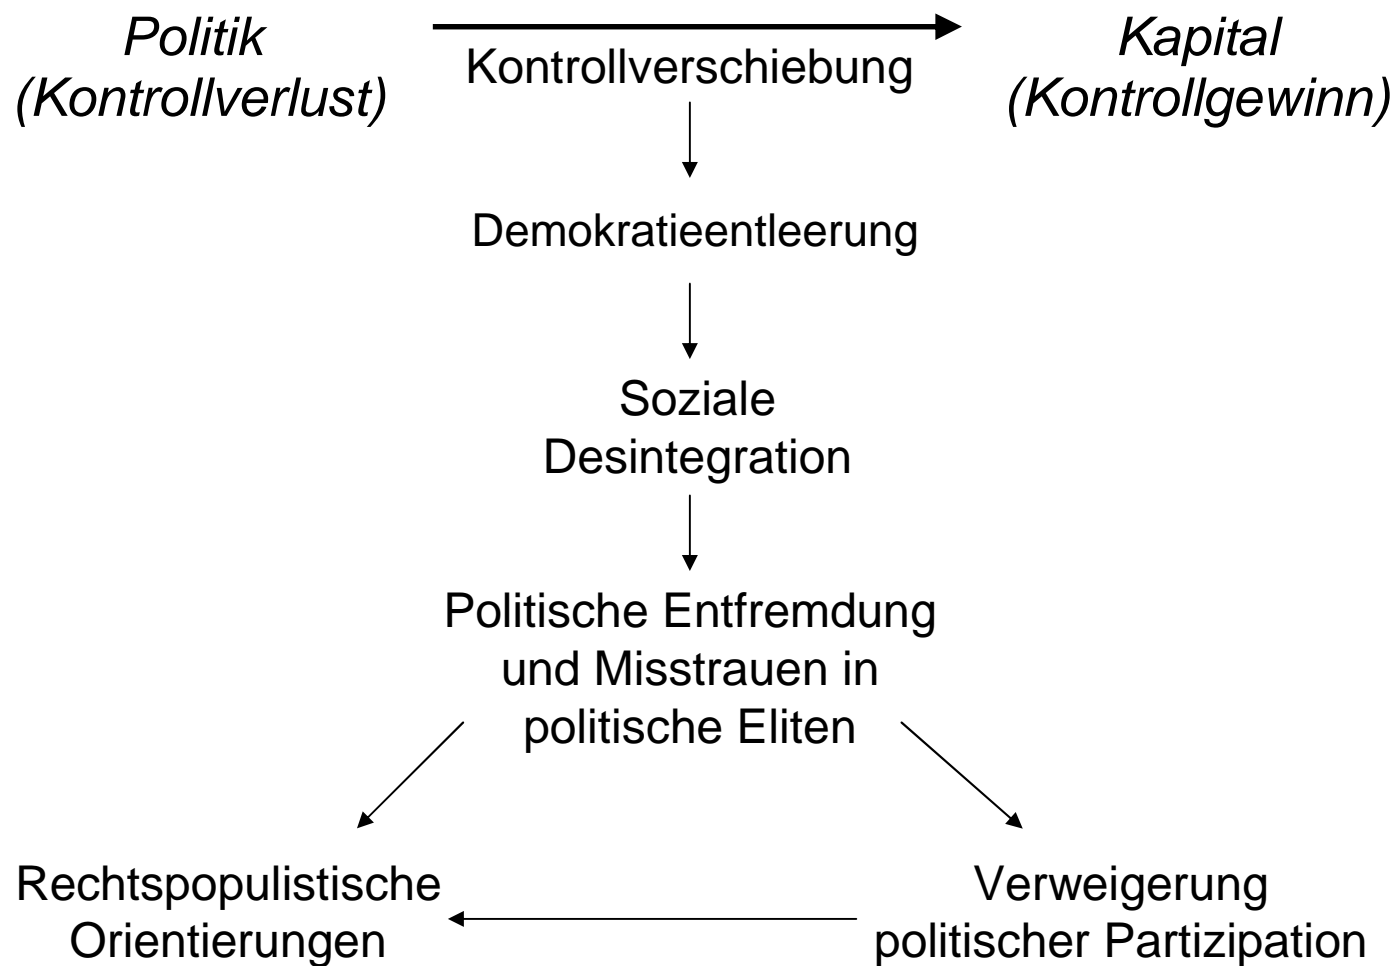 Politik
(Kontrollverlust)
Kontrollverschiebung
Kapital
(Kontrollgewinn)
Demokratieentleerung
Soziale
Desintegration
Politische Entfremdung
und Misstrauen in
politische Eliten
Rechtspopulistische
Orientierungen
Verweigerung
politischer Partizipation